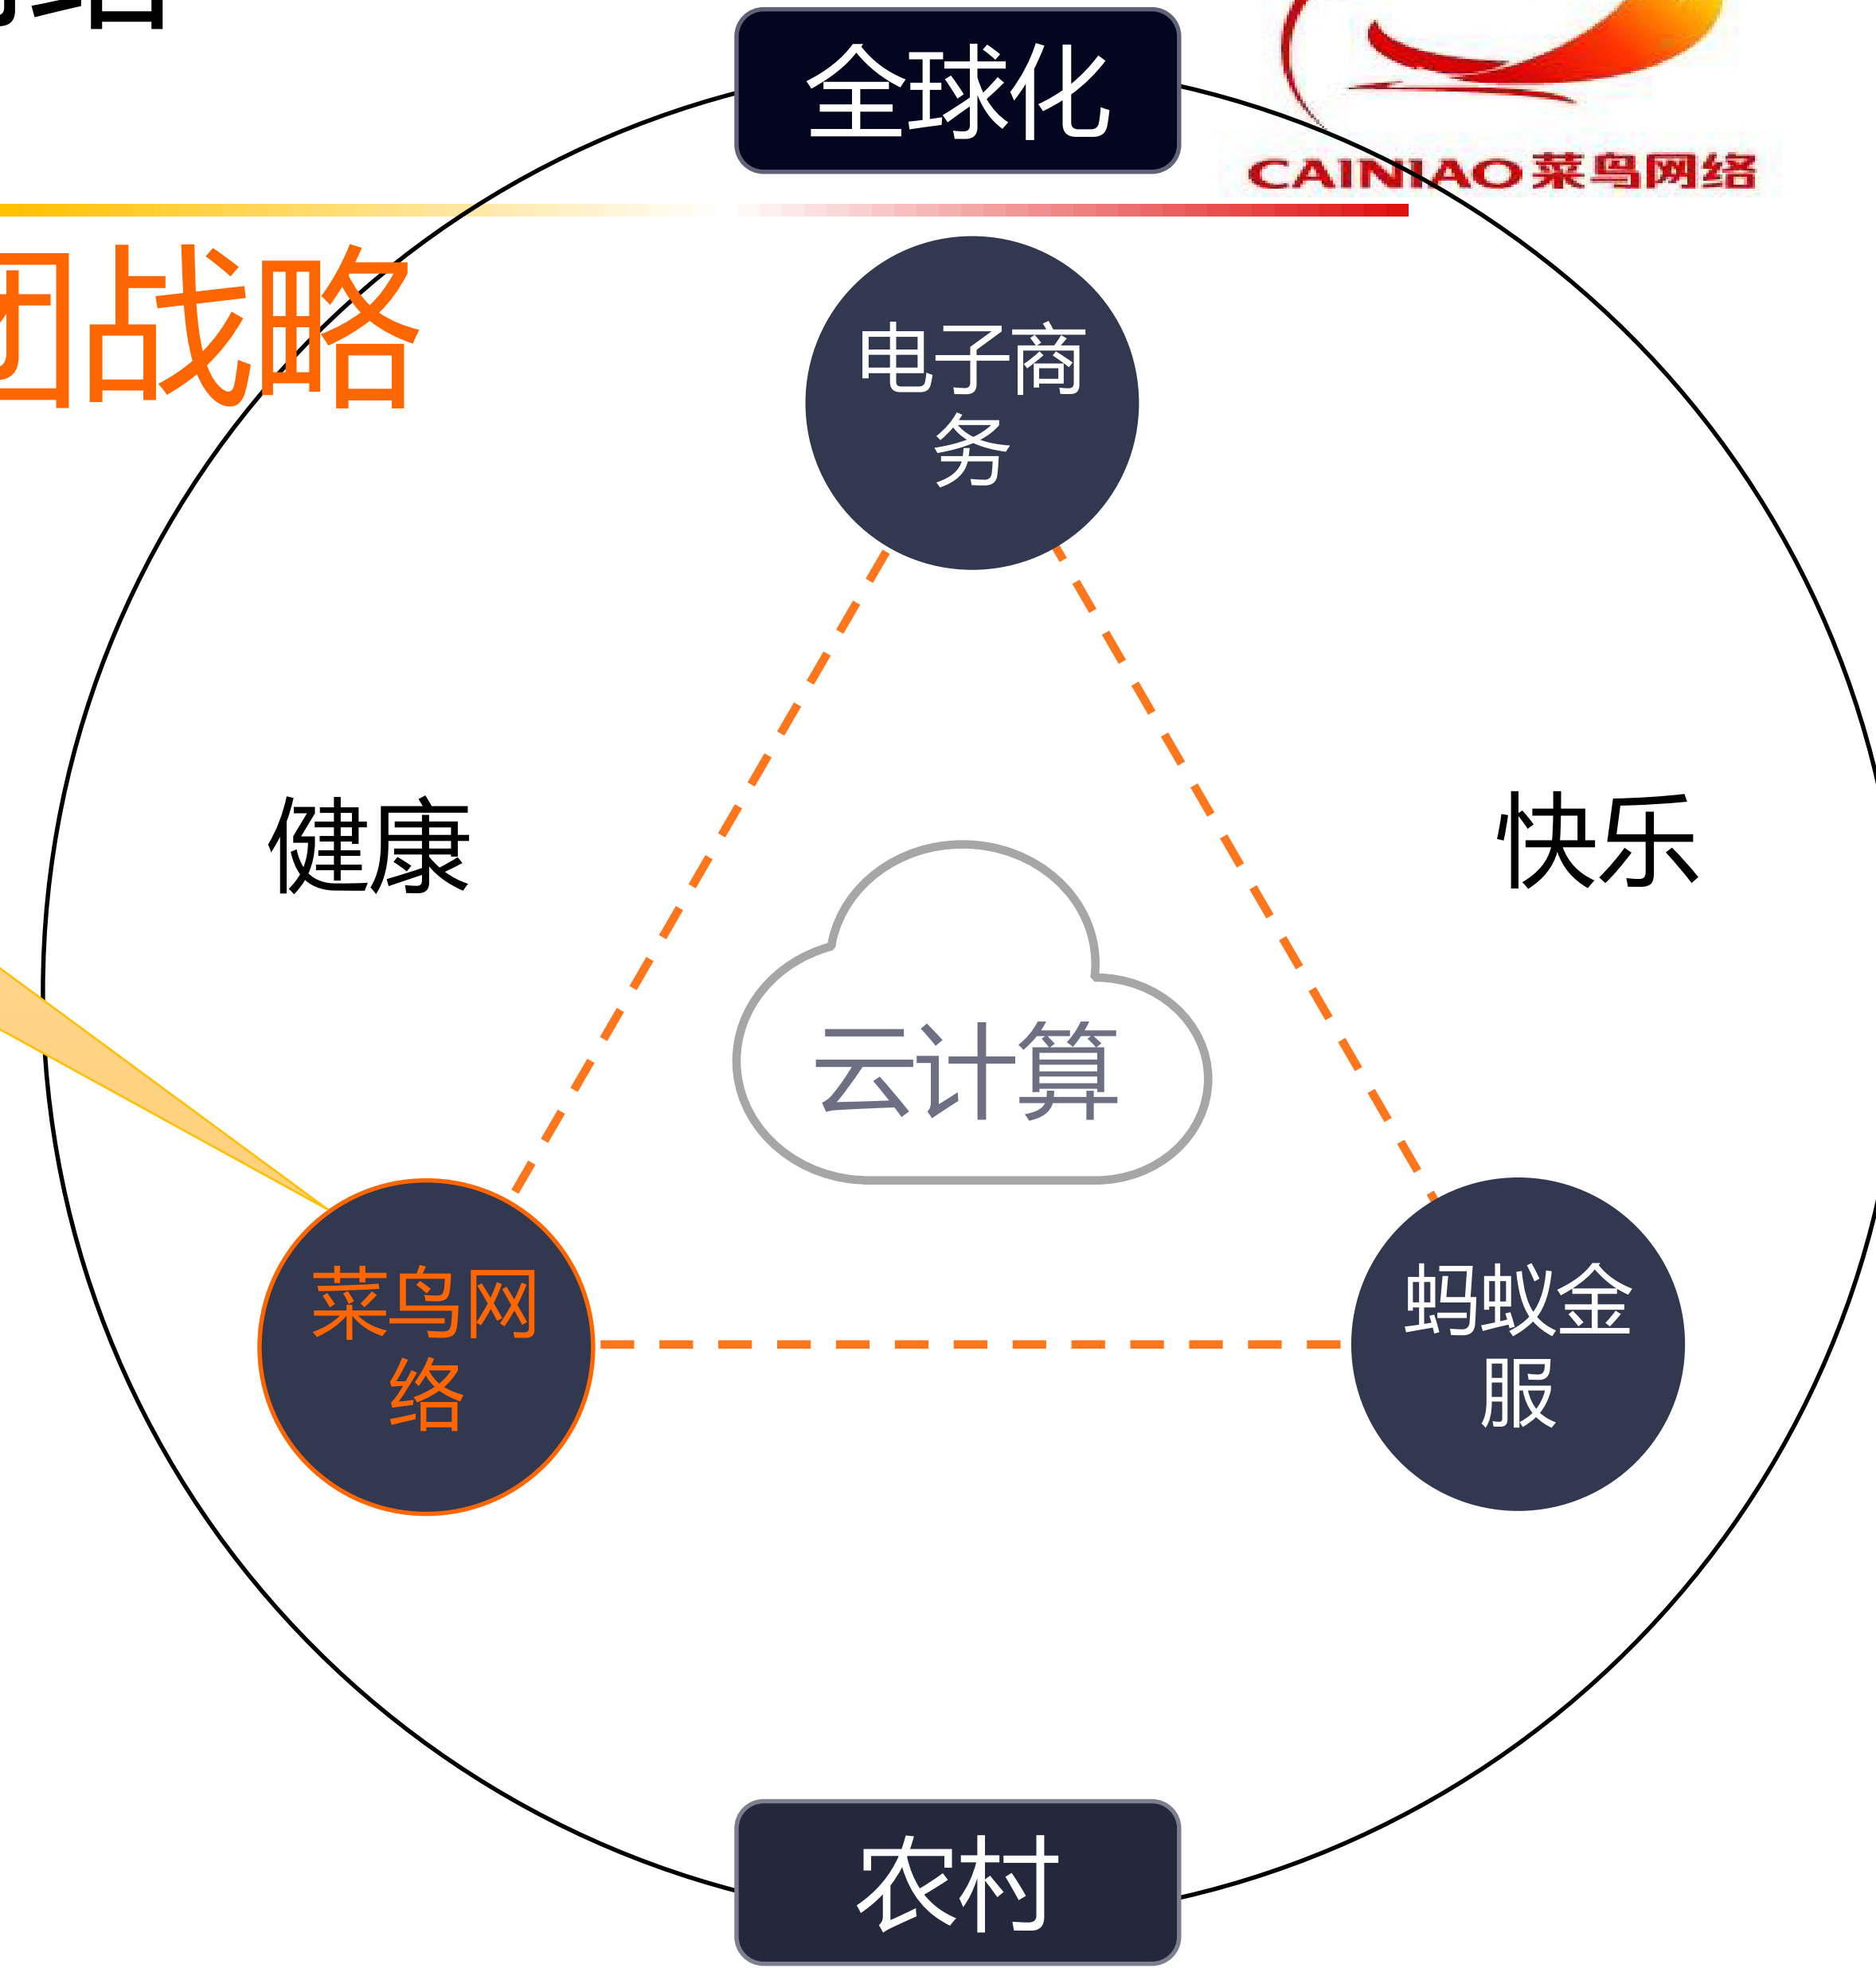 全球化
CAINIAO菜鸟网络
团战略
电子商
务
健康
快乐
云计算
菜鸟网
络
蚂蚁金
服
农村